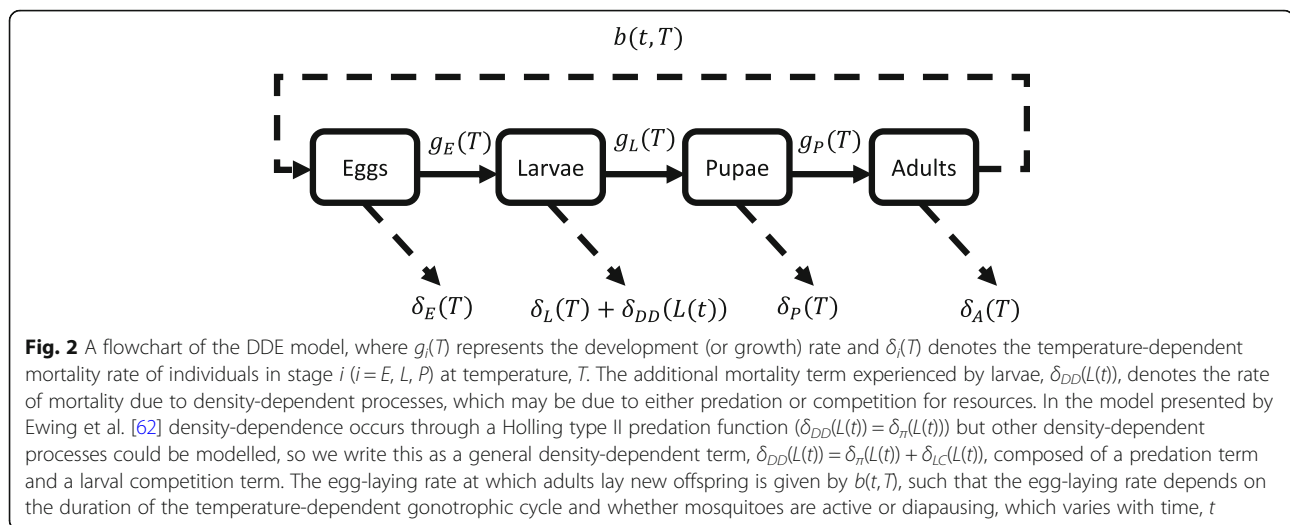 b(t, T)
g_E(T) g_L(T) g_P(T)
Eggs Larvae Pupae Adults
δ_E(T) δ_L(T) + δ_DD(L(t)) δ_P(T) δ_A(T)
Fig. 2 A flowchart of the DDE model, where g_i(T) represents the development (or growth) rate and δ_i(T) denotes the temperature-dependent
mortality rate of individuals in stage i (i = E, L, P) at temperature, T. The additional mortality term experienced by larvae, δ_DD(L(t)), denotes the rate
of mortality due to density-dependent processes, which may be due to either predation or competition for resources. In the model presented by
Ewing et al. [62] density-dependence occurs through a Holling type II predation function (δ_DD(L(t)) = δ_π(L(t))) but other density-dependent
processes could be modelled, so we write this as a general density-dependent term, δ_DD(L(t)) = δ_π(L(t)) + δ_LC(L(t)), composed of a predation term
and a larval competition term. The egg-laying rate at which adults lay new offspring is given by b(t, T), such that the egg-laying rate depends on
the duration of the temperature-dependent gonotrophic cycle and whether mosquitoes are active or diapausing, which varies with time, t